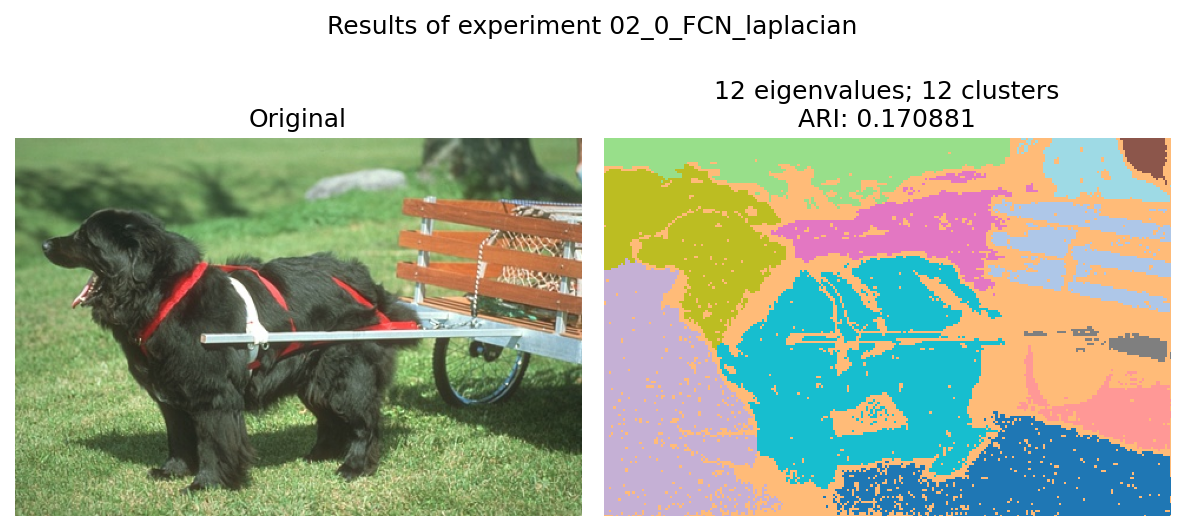 Results of experiment 02_0_FCN_laplacian
Original
12 eigenvalues; 12 clusters
ARI: 0.170881